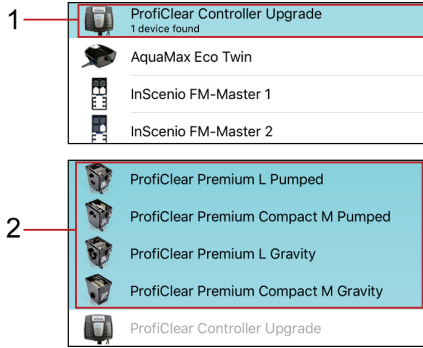 1
ProfiClear Controller Upgrade
1 device found
AquaMax Eco Twin
InScenio FM-Master 1
InScenio FM-Master 2
2
ProfiClear Premium L Pumped
ProfiClear Premium Compact M Pumped
ProfiClear Premium L Gravity
ProfiClear Premium Compact M Gravity
ProfiClear Controller Upgrade